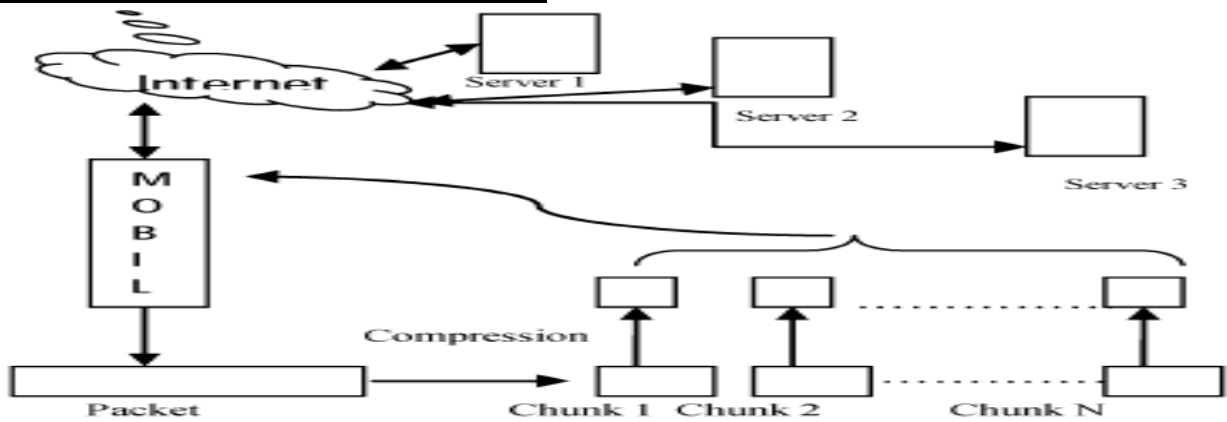 Internet
Server 1
Server 2
Server 3
M
O
B
I
L
Compression
Packet
Chunk 1
Chunk 2
Chunk N